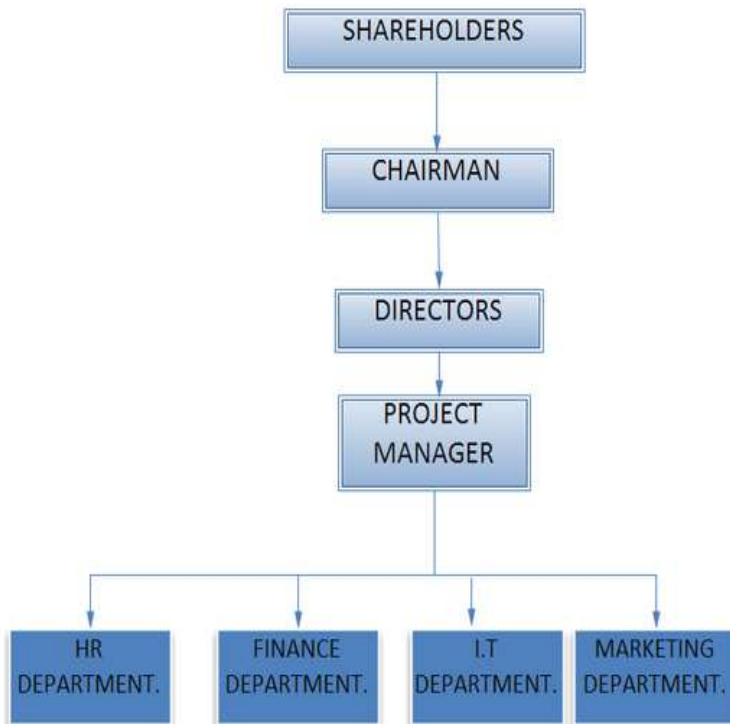 SHAREHOLDERS
CHAIRMAN
DIRECTORS
PROJECT
MANAGER
HR
DEPARTMENT.
FINANCE
DEPARTMENT.
I.T
DEPARTMENT.
MARKETING
DEPARTMENT.